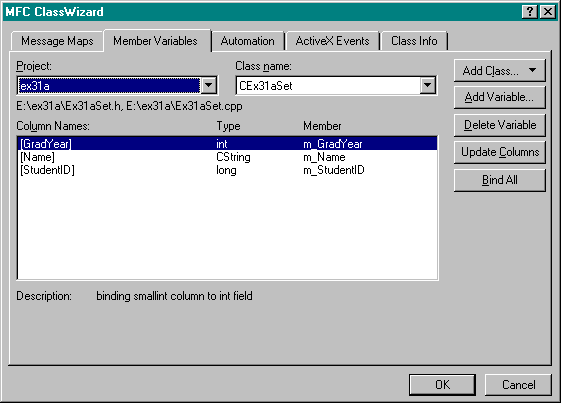 MFC ClassWizard
Message Maps Member Variables Automation ActiveX Events Class Info
Project: Class name:
ex31a CEx31aSet
Add Class...
E:\ex31a\Ex31aSet.h, E:\ex31a\Ex31aSet.cpp
Add Variable...
Column Names: Type Member
Delete Variable
[GradYear] int m_GradYear
[Name] CString m_Name
[StudentID] long m_StudentID
Update Columns
Bind All
Description: binding smallint column to int field
OK Cancel